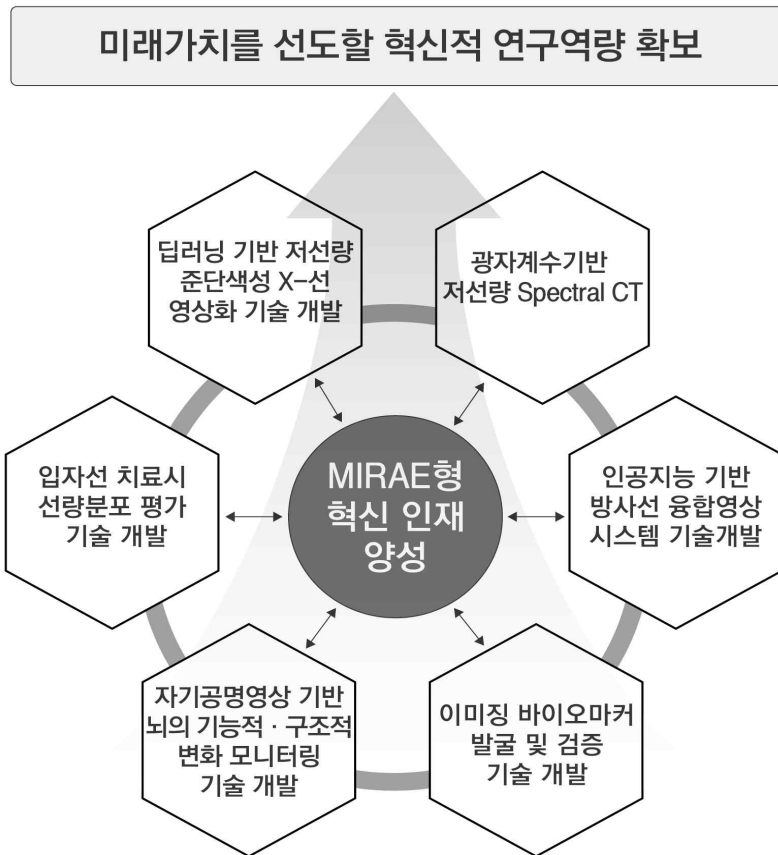 미래가치를 선도할 혁신적 연구역량 확보
딥러닝 기반 저선량
준단색성 X-선
영상화 기술 개발
광자계수기반
저선량 Spectral CT
입자선 치료시
선량분포 평가
기술 개발
MIRAE형
혁신 인재
양성
인공지능 기반
방사선 융합영상
시스템 기술개발
자기공명영상 기반
뇌의 기능적 · 구조적
변화 모니터링
기술 개발
이미징 바이오마커
발굴 및 검증
기술 개발